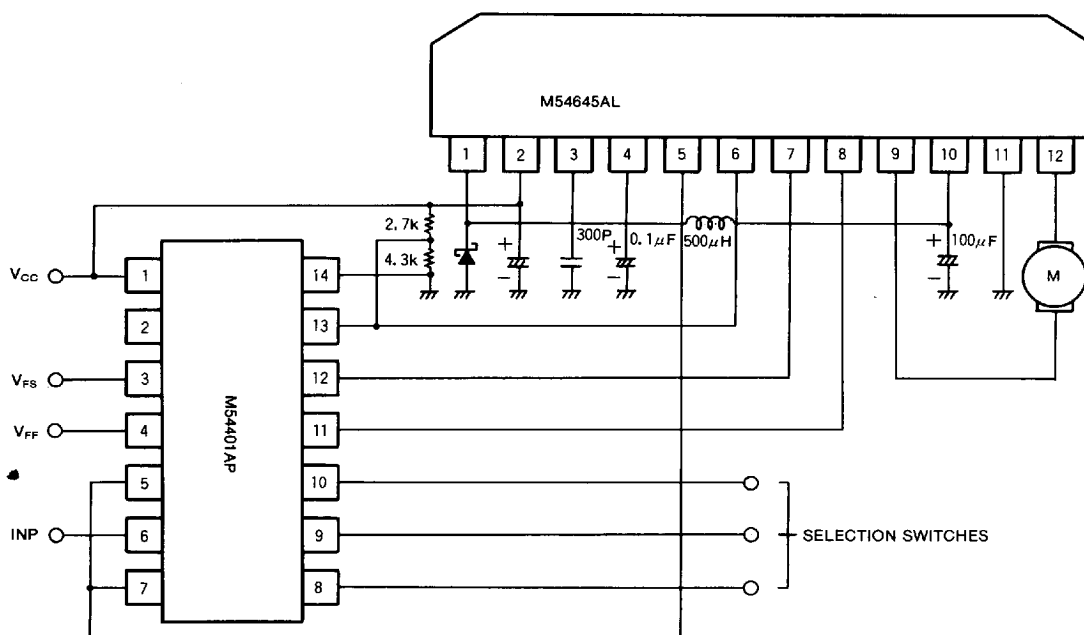 M54645AL
1 2 3 4 5 6 7 8 9 10 11 12
2.7k
4.3k
+
−
300P
+
−
0.1μF
500μH
+
−
100μF
M
VCC
1
14
2
13
VFS
3
12
VFF
4
11
M54401AP
5
10
INP
6
9
SELECTION SWITCHES
7
8